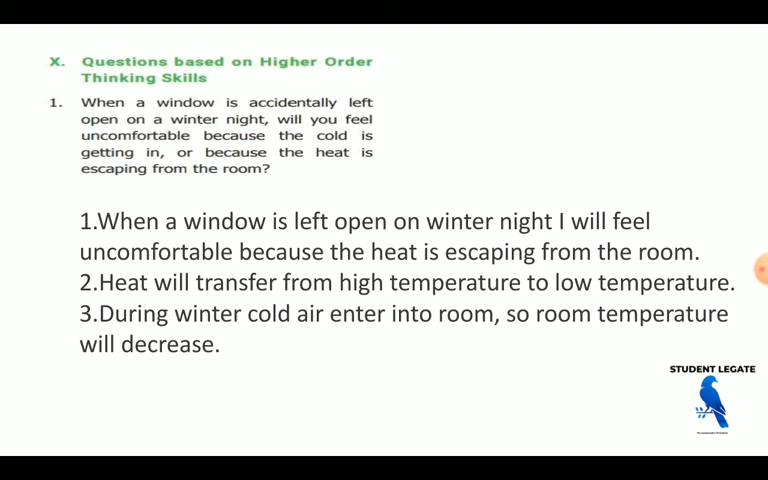 X. Questions based on Higher Order
Thinking Skills
1. When a window is accidentally left
open on a winter night, will you feel
uncomfortable because the cold is
getting in, or because the heat is
escaping from the room?
1.When a window is left open on winter night I will feel
uncomfortable because the heat is escaping from the room.
2.Heat will transfer from high temperature to low temperature.
3.During winter cold air enter into room, so room temperature
will decrease.
STUDENT LEGATE